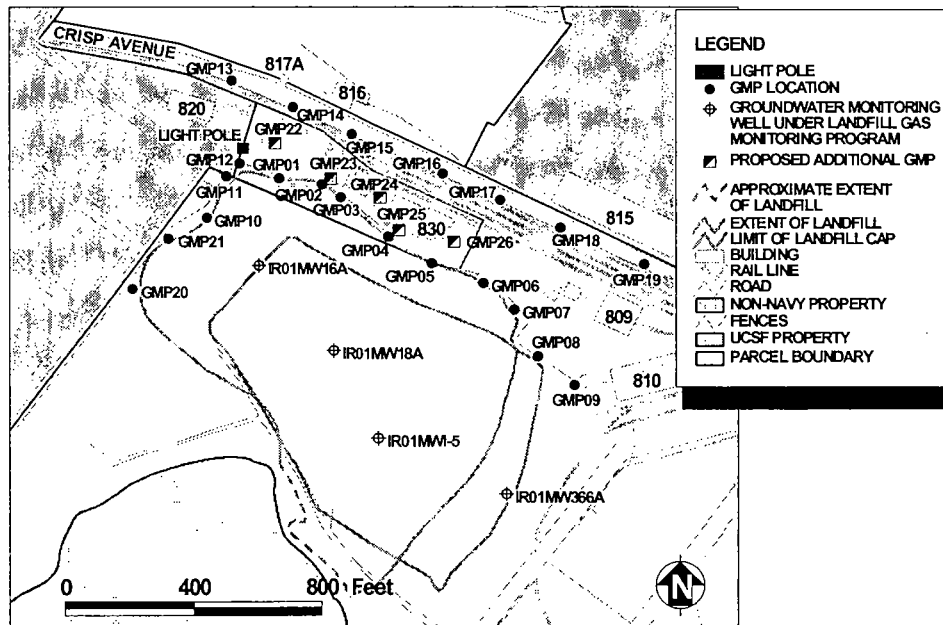 CRISP AVENUE
GMP13
817A
816
820
GMP14
LIGHT POLE
GMP22
GMP15
GMP12
GMP01
GMP23
GMP16
GMP11
GMP02
GMP24
GMP17
GMP03
GMP10
GMP25
815
830
GMP18
GMP21
GMP04
GMP26
GMP05
GMP19
IR01MW16A
GMP20
GMP06
GMP07
809
IR01MW18A
GMP08
810
GMP09
IR01MWI-5
IR01MW366A
0 400 800 Feet
N
LEGEND
LIGHT POLE
GMP LOCATION
GROUNDWATER MONITORING
WELL UNDER LANDFILL GAS
MONITORING PROGRAM
PROPOSED ADDITIONAL GMP
APPROXIMATE EXTENT
OF LANDFILL
EXTENT OF LANDFILL
LIMIT OF LANDFILL CAP
BUILDING
RAIL LINE
ROAD
NON-NAVY PROPERTY
FENCES
UCSF PROPERTY
PARCEL BOUNDARY